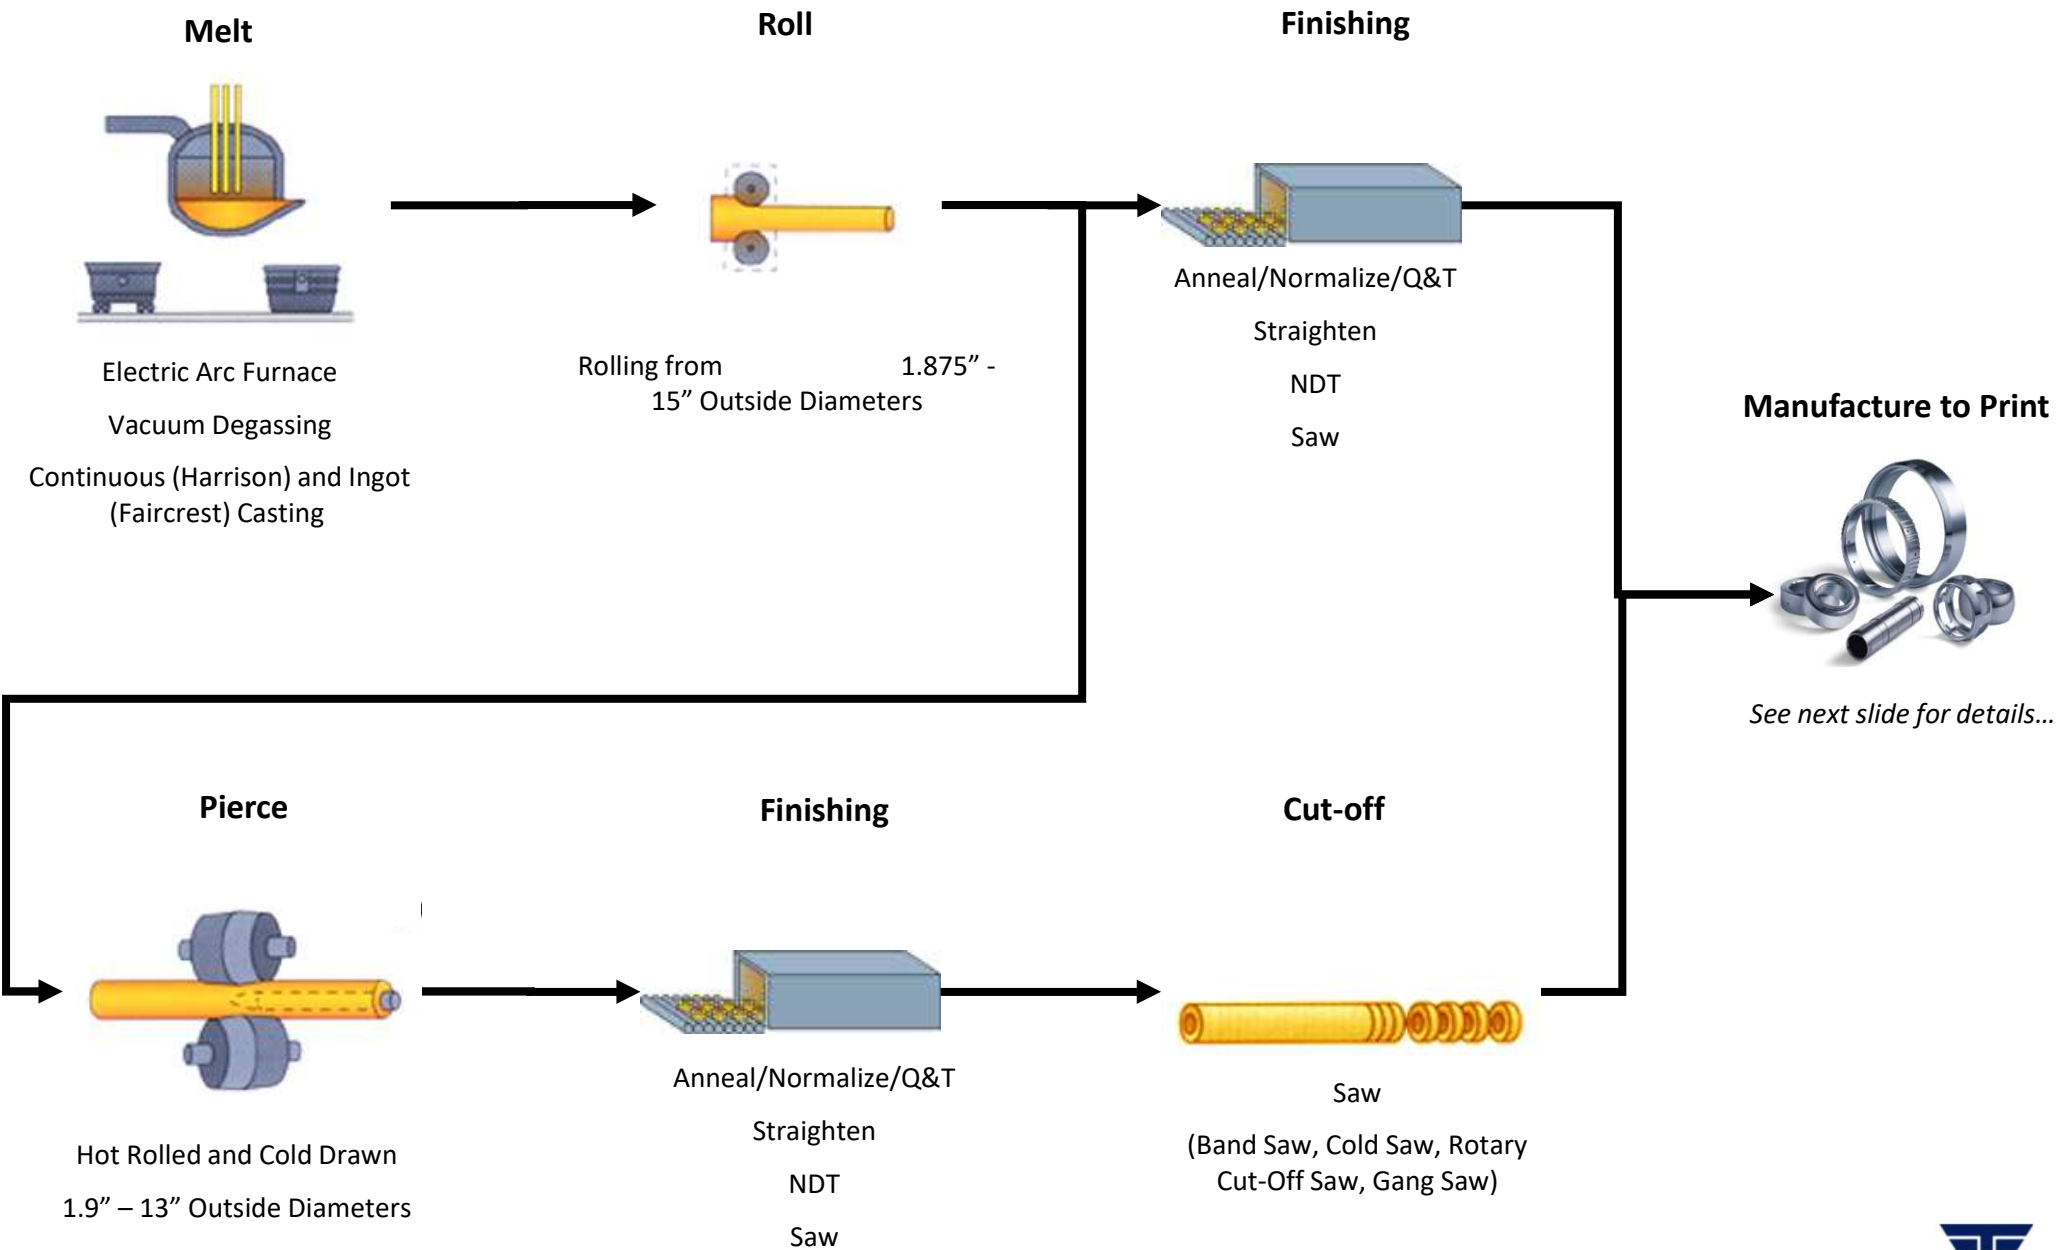 Melt
Roll
Finishing
Electric Arc Furnace
Vacuum Degassing
Continuous (Harrison) and Ingot
(Faircrest) Casting
Rolling from 1.875” -
15” Outside Diameters
Anneal/Normalize/Q&T
Straighten
NDT
Saw
Manufacture to Print
See next slide for details…
Pierce
Finishing
Cut-off
Hot Rolled and Cold Drawn
1.9” – 13” Outside Diameters
Anneal/Normalize/Q&T
Straighten
NDT
Saw
Saw
(Band Saw, Cold Saw, Rotary
Cut-Off Saw, Gang Saw)